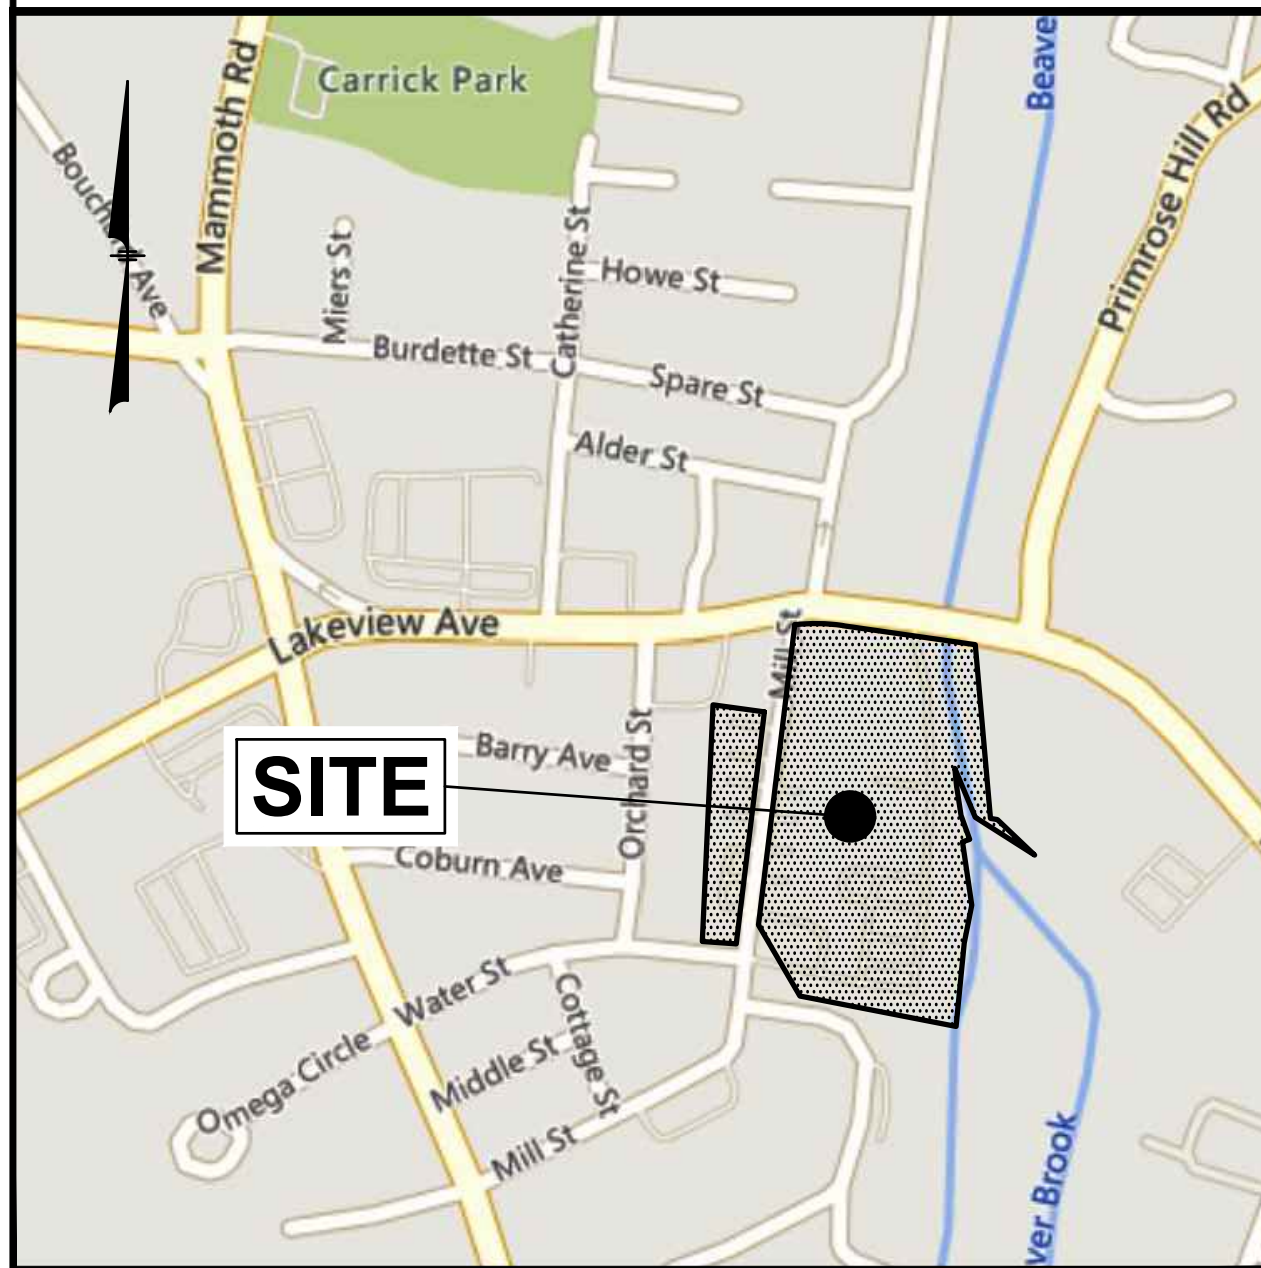 Beave
Carrick Park
Mammoth Rd
Primrose Hill Rd
Ave
Catherine St
Miers St
Howe St
Burdette St
Spare St
Alder St
Lakeview Ave
Mill St
Orchard St
Barry Ave
SITE
Coburn Ave
Water St
Cottage St
Omega Circle
Middle St
Mill St
ver Brook